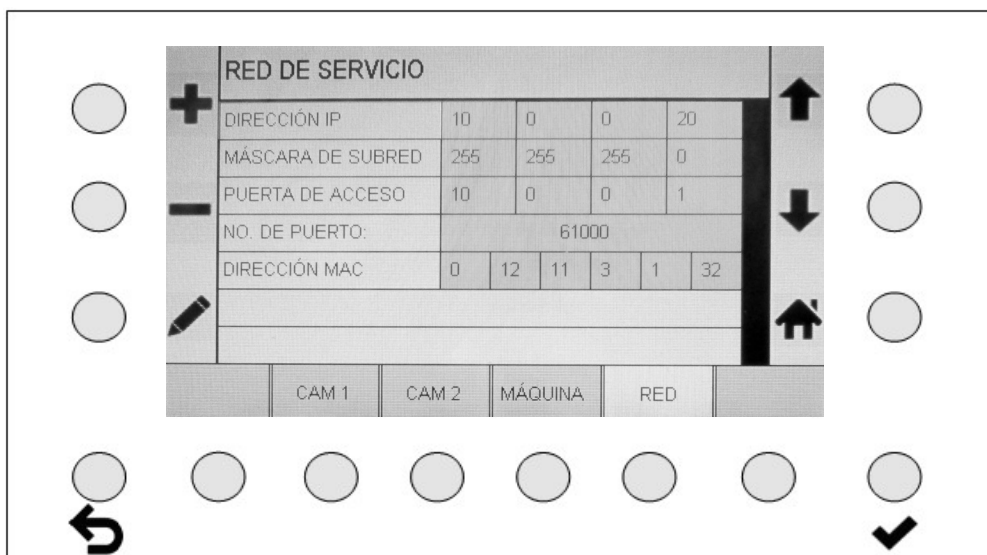 RED DE SERVICIO
DIRECCIÓN IP 10 0 0 20
MÁSCARA DE SUBRED 255 255 255 0
PUERTA DE ACCESO 10 0 0 1
NO. DE PUERTO: 61000
DIRECCIÓN MAC 0 12 11 3 1 32
CAM 1 CAM 2 MÁQUINA RED